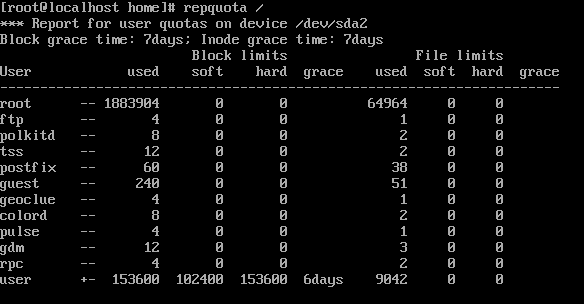 [root@localhost home]# repquota /
*** Report for user quotas on device /dev/sda2
Block grace time: 7days; Inode grace time: 7days
                        Block limits                File limits
User            used    soft    hard  grace    used  soft  hard  grace
----------------------------------------------------------------------
root      -- 1883904       0       0          64964     0     0
ftp       --       4       0       0              1     0     0
polkitd   --       8       0       0              2     0     0
tss       --      12       0       0              2     0     0
postfix   --      60       0       0             38     0     0
guest     --     240       0       0             51     0     0
geoclue   --       4       0       0              1     0     0
colord    --       8       0       0              2     0     0
pulse     --       4       0       0              1     0     0
gdm       --      12       0       0              3     0     0
rpc       --       4       0       0              2     0     0
user      +-  153600  102400  153600  6days    9042     0     0